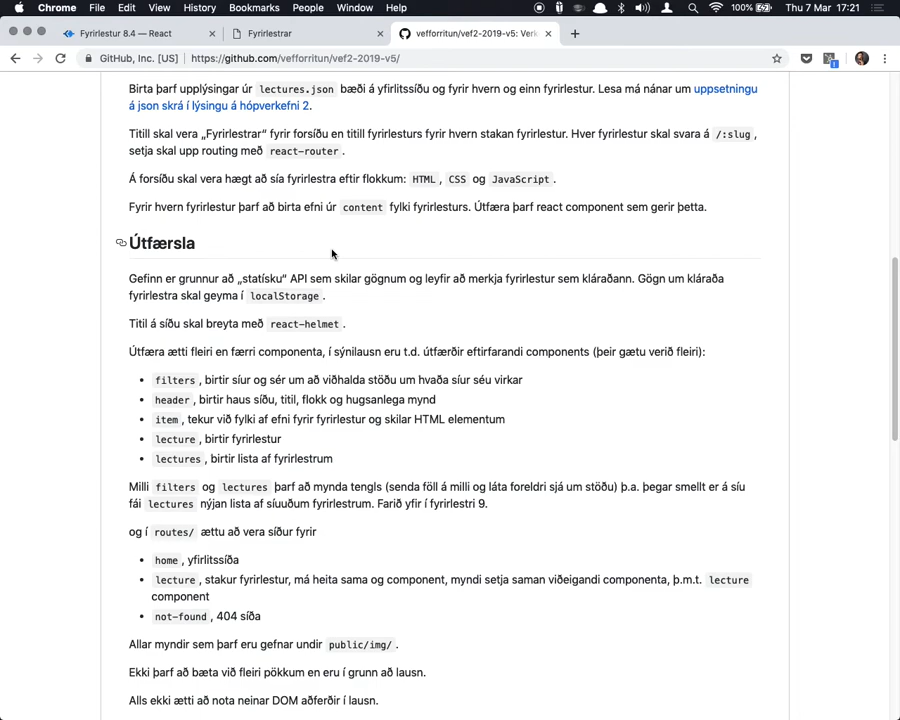 Chrome File Edit View History Bookmarks People Window Help 100% Thu 7 Mar 17:21
Fyrirlestur 8.4 — React Fyrirlestrar vefforritun/vef2-2019-v5: Verk
GitHub, Inc. [US] https://github.com/vefforritun/vef2-2019-v5/
Birta þarf upplýsingar úr lectures.json bæði á yfirlitssíðu og fyrir hvern og einn fyrirlestur. Lesa má nánar um uppsetningu
á json skrá í lýsingu á hópverkefni 2.
Titill skal vera „Fyrirlestrar“ fyrir forsíðu en titill fyrirlesturs fyrir hvern stakan fyrirlestur. Hver fyrirlestur skal svara á /:slug ,
setja skal upp routing með react-router .
Á forsíðu skal vera hægt að sía fyrirlestra eftir flokkum: HTML , CSS og JavaScript .
Fyrir hvern fyrirlestur þarf að birta efni úr content fylki fyrirlesturs. Útfæra þarf react component sem gerir þetta.
Útfærsla
Gefinn er grunnur að „statísku“ API sem skilar gögnum og leyfir að merkja fyrirlestur sem kláraðann. Gögn um kláraða
fyrirlestra skal geyma í localStorage .
Titil á síðu skal breyta með react-helmet .
Útfæra ætti fleiri en færri componenta, í sýnilausn eru t.d. útfærðir eftirfarandi components (þeir gætu verið fleiri):
• filters , birtir síur og sér um að viðhalda stöðu um hvaða síur séu virkar
• header , birtir haus síðu, titil, flokk og hugsanlega mynd
• item , tekur við fylki af efni fyrir fyrirlestur og skilar HTML elementum
• lecture , birtir fyrirlestur
• lectures , birtir lista af fyrirlestrum
Milli filters og lectures þarf að mynda tengls (senda föll á milli og láta foreldri sjá um stöðu) þ.a. þegar smellt er á síu
fái lectures nýjan lista af síuuðum fyrirlestrum. Farið yfir í fyrirlestri 9.
og í routes/ ættu að vera síður fyrir
• home , yfirlitssíða
• lecture , stakur fyrirlestur, má heita sama og component, myndi setja saman viðeigandi componenta, þ.m.t. lecture
component
• not-found , 404 síða
Allar myndir sem þarf eru gefnar undir public/img/ .
Ekki þarf að bæta við fleiri pökkum en eru í grunn að lausn.
Alls ekki ætti að nota neinar DOM aðferðir í lausn.